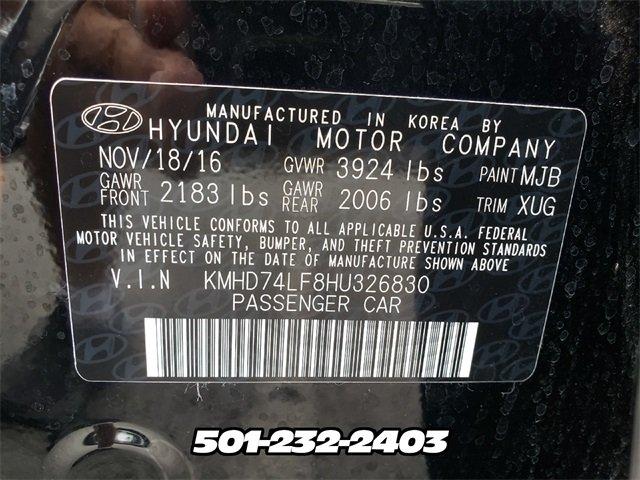 MANUFACTURED IN KOREA BY
HYUNDAI MOTOR COMPANY
NOV/18/16 GVWR 3924 lbs PAINT MJB
GAWR FRONT 2183 lbs GAWR REAR 2006 lbs TRIM XUG
THIS VEHICLE CONFORMS TO ALL APPLICABLE U.S.A. FEDERAL
MOTOR VEHICLE SAFETY, BUMPER, AND THEFT PREVENTION STANDARDS
IN EFFECT ON THE DATE OF MANUFACTURE SHOWN ABOVE
V.I.N KMHD74LF8HU326830
PASSENGER CAR
501-232-2403